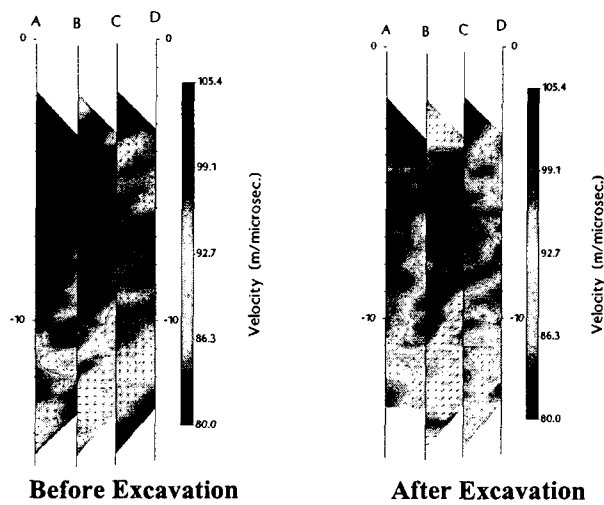 A B C D
0 0
-10 -10
105.4
99.1
92.7
86.3
80.0
Velocity (m/microsec.)
Before Excavation
A B C D
0 0
-10 -10
105.4
99.1
92.7
86.3
80.0
Velocity (m/microsec.)
After Excavation